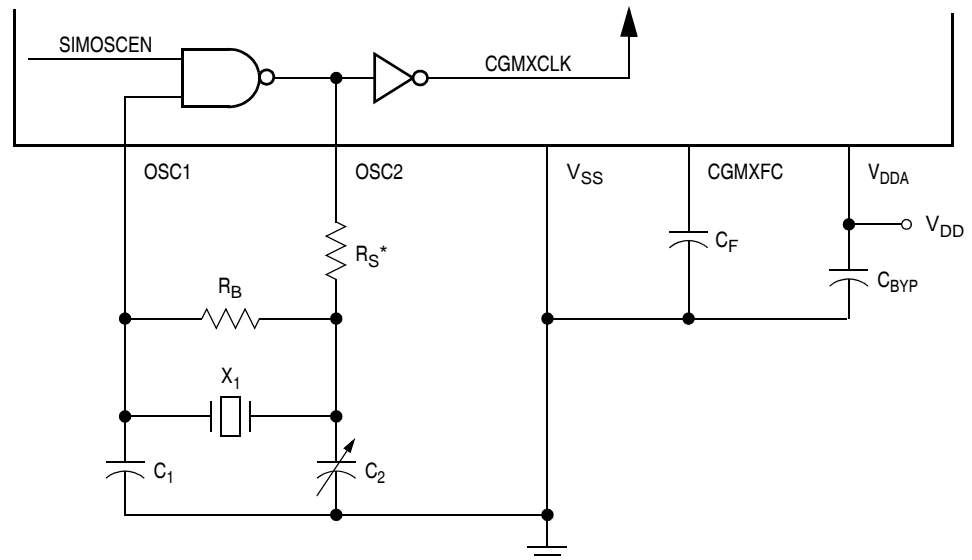 SIMOSCEN
CGMXCLK
OSC1
OSC2
VSS
CGMXFC
VDDA
VDD
RS*
CF
CBYP
RB
X1
C1
C2